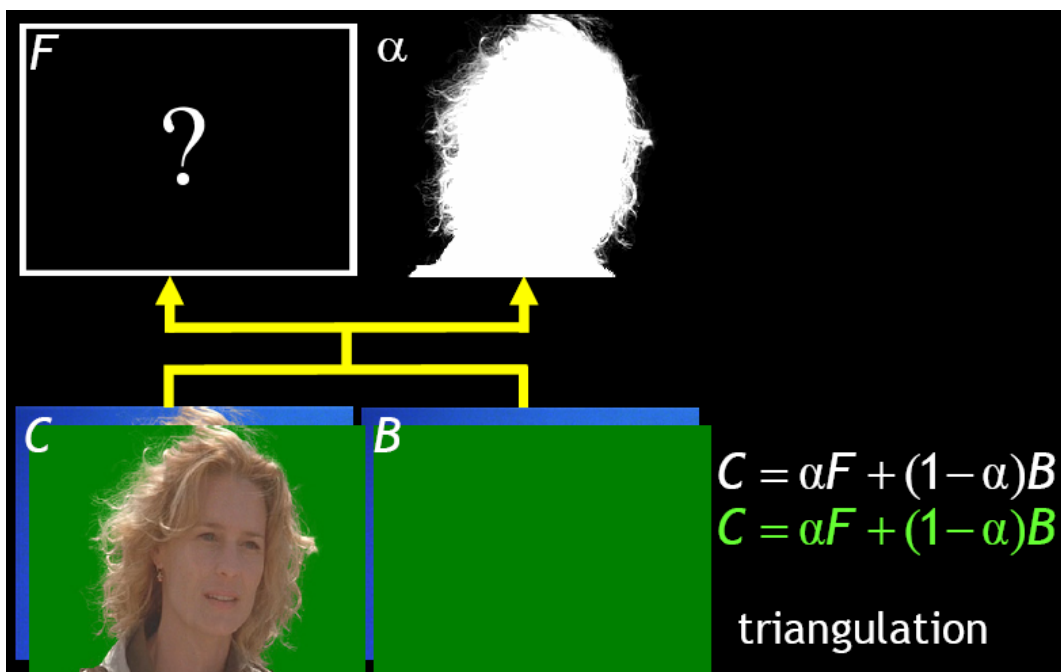 F
α
?
C
B
C = αF + (1−α)B
C = αF + (1−α)B
triangulation